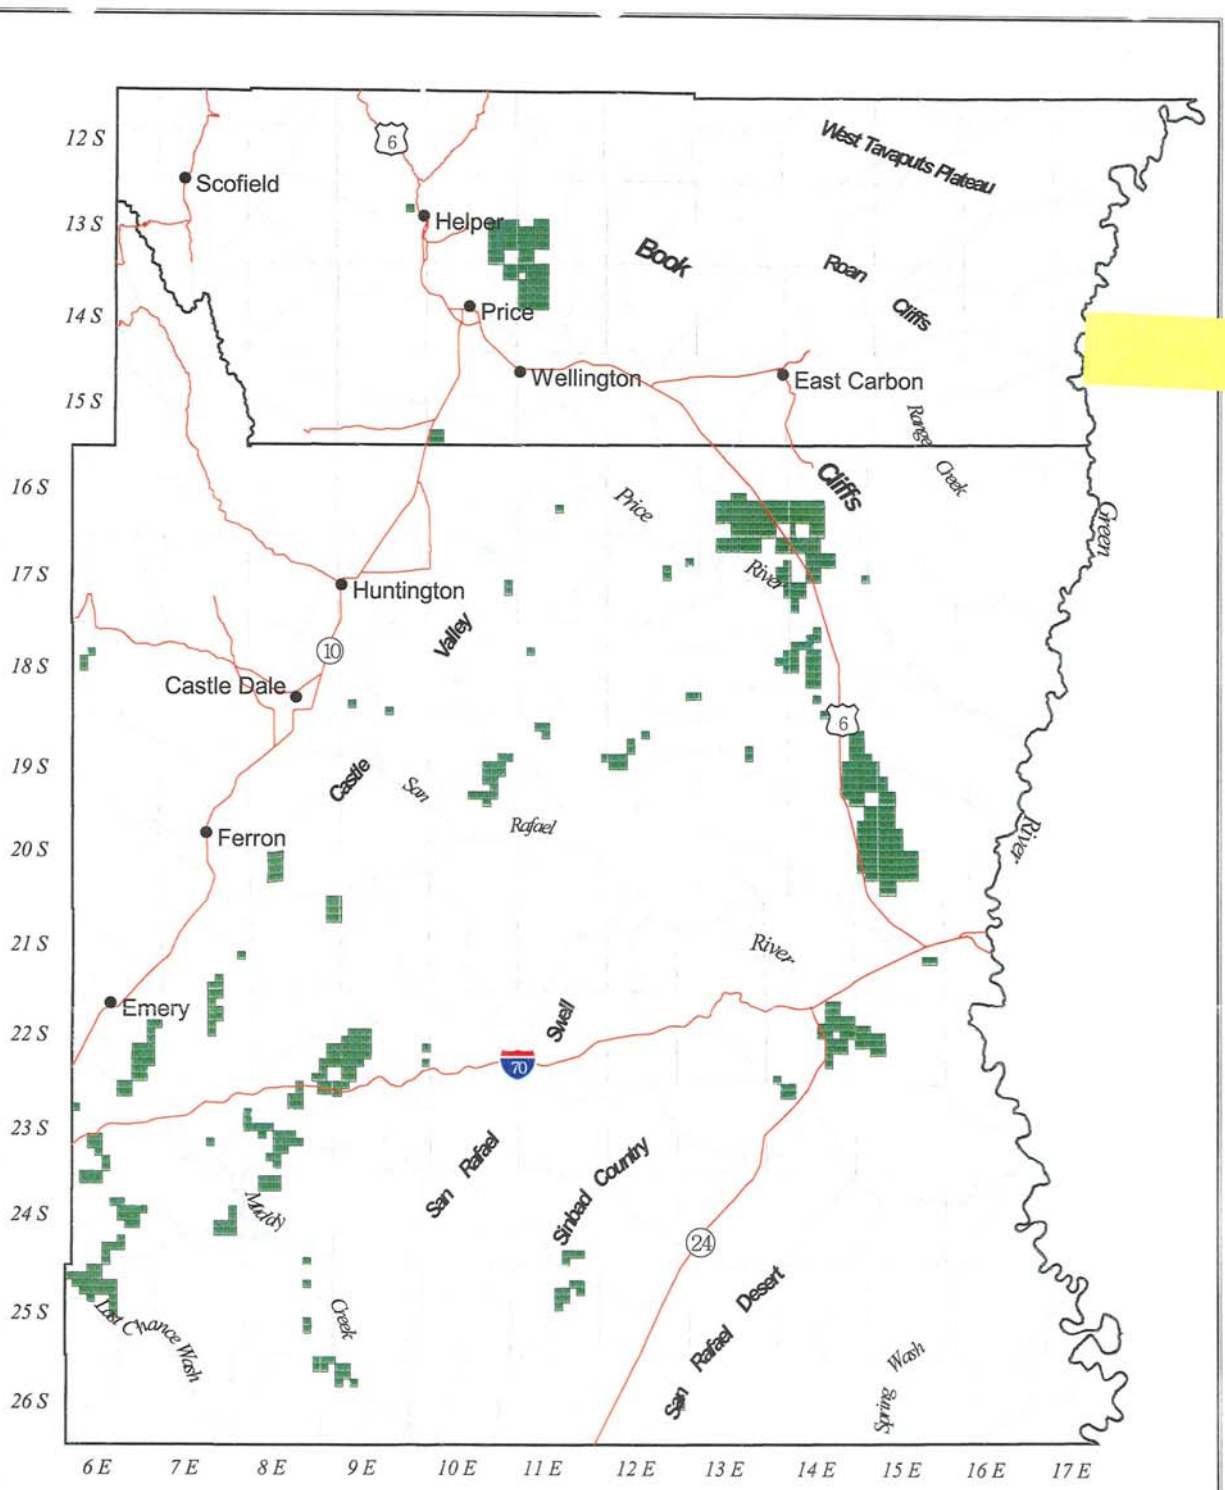 12 S
6
West Tavaputs Plateau
Scofield
13 S
Helper
Book
Roan
Cliffs
14 S
Price
Wellington
East Carbon
15 S
Range
Creek
Cliffs
16 S
Price
Green
17 S
River
Huntington
Valley
10
18 S
Castle Dale
6
19 S
Castle
San
Rafael
River
Ferron
20 S
21 S
River
Emery
Swell
22 S
70
23 S
San Rafael
Sinbad Country
24 S
Muddy
24
25 S
Last Chance Wash
Creek
San Rafael Desert
Wash
Spring
26 S
6 E
7 E
8 E
9 E
10 E
11 E
12 E
13 E
14 E
15 E
16 E
17 E